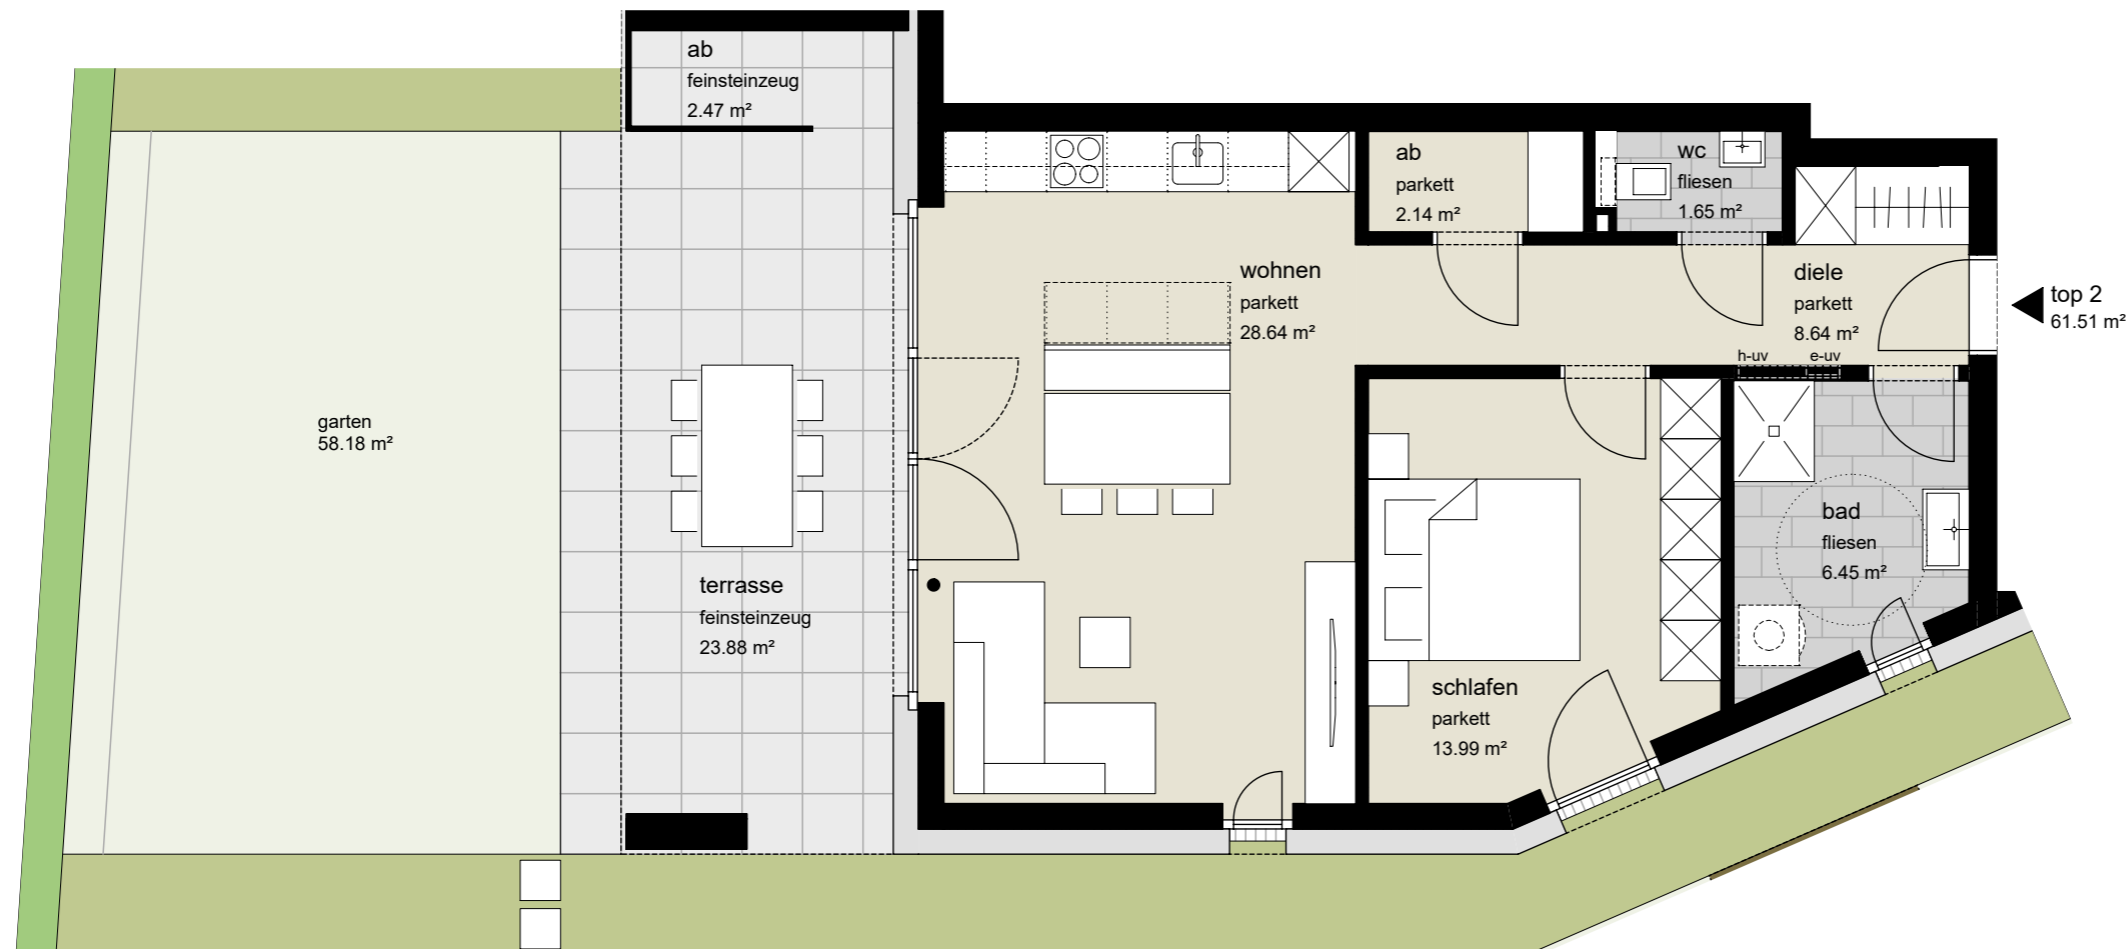 ab
feinsteinzeug
2.47 m²
ab
parkett
2.14 m²
wc
fliesen
1.65 m²
wohnen
parkett
28.64 m²
diele
parkett
8.64 m²
h-uv
e-uv
top 2
61.51 m²
garten
58.18 m²
terrasse
feinsteinzeug
23.88 m²
bad
fliesen
6.45 m²
schlafen
parkett
13.99 m²